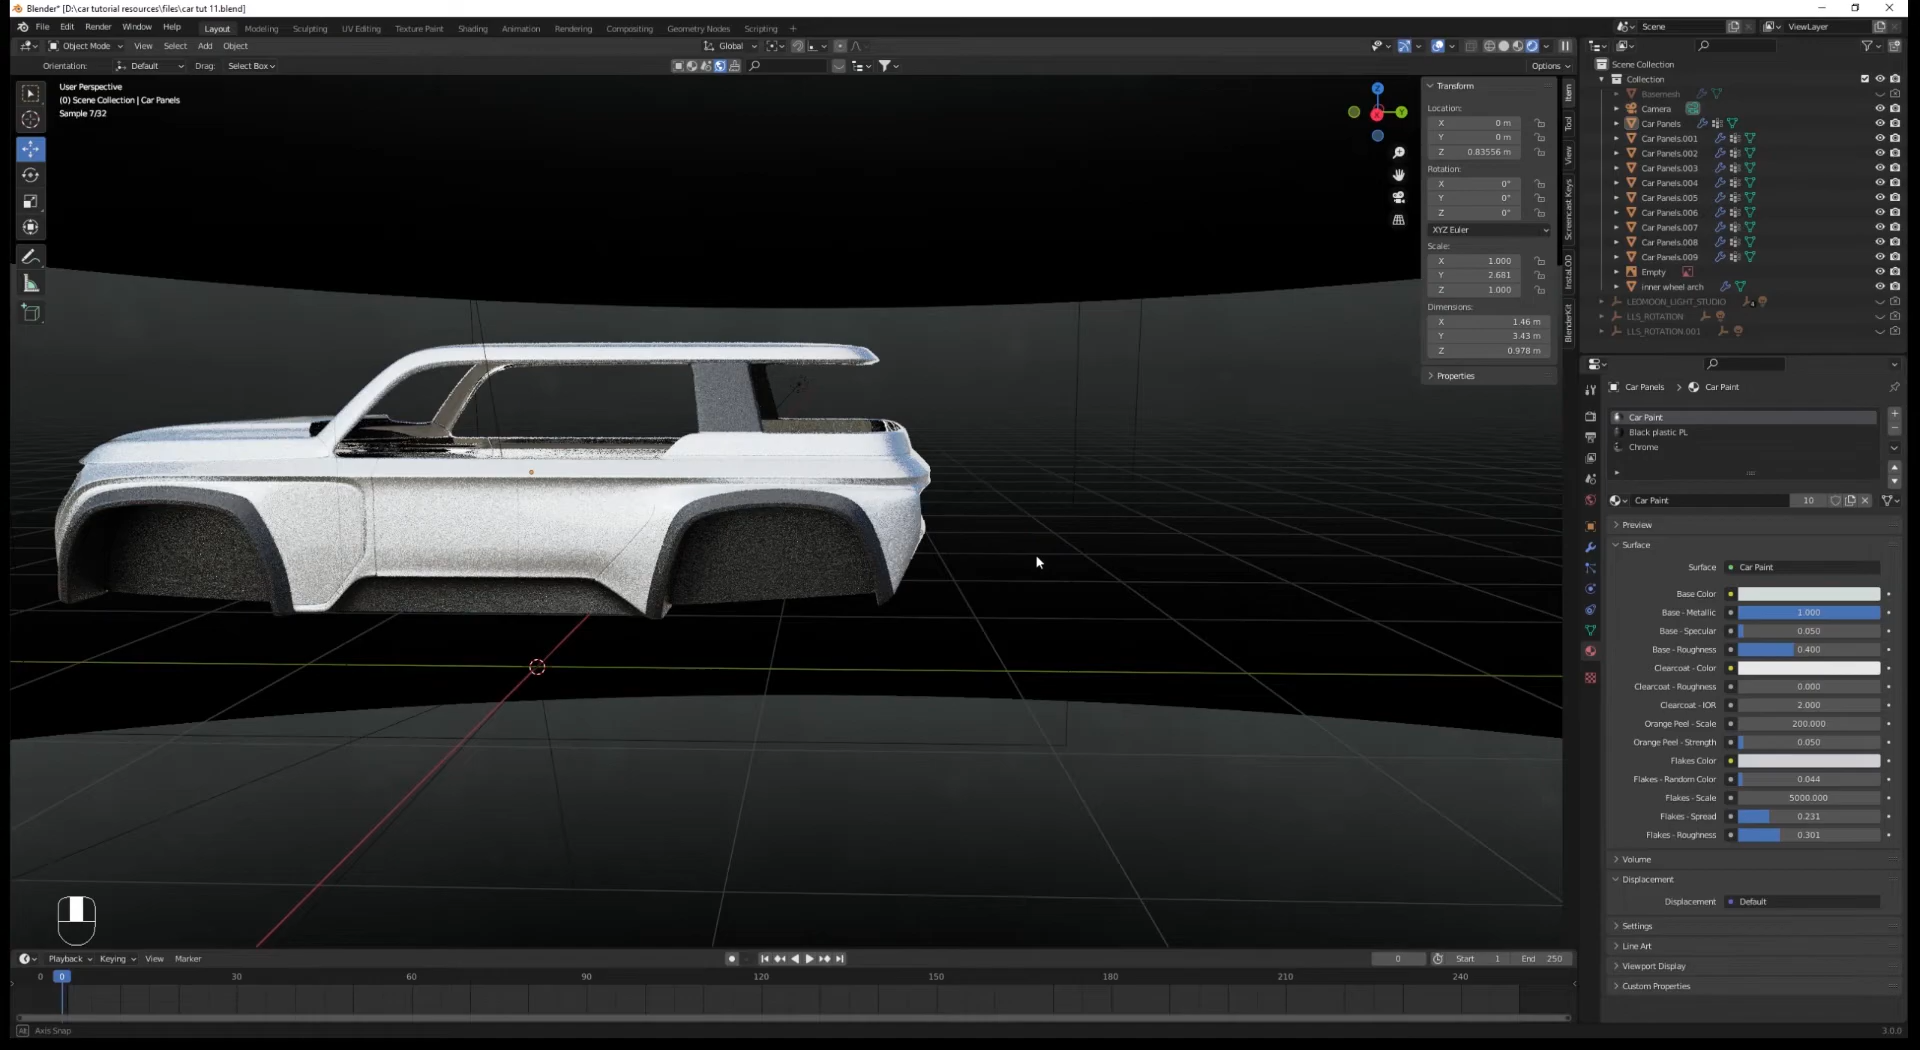 Blender* [D:\car tutorial resources\files\car tut 11.blend]
File Edit Render Window Help Layout Modeling Sculpting UV Editing Texture Paint Shading Animation Rendering Compositing Geometry Nodes Scripting + Scene ViewLayer
Object Mode View Select Add Object Global
Orientation: Default Drag: Select Box Options
User Perspective
(0) Scene Collection | Car Panels
Sample 7/32
Z
Y
X
Transform
Location:
X 0 m
Y 0 m
Z 0.83556 m
Rotation:
X 0°
Y 0°
Z 0°
XYZ Euler
Scale:
X 1.000
Y 2.681
Z 1.000
Dimensions:
X 1.46 m
Y 3.43 m
Z 0.978 m
Properties
Item
Tool
View
Screencast Keys
InstaLOD
BlenderKit
Scene Collection
Collection
Basemesh
Camera
Car Panels
Car Panels.001
Car Panels.002
Car Panels.003
Car Panels.004
Car Panels.005
Car Panels.006
Car Panels.007
Car Panels.008
Car Panels.009
Empty
inner wheel arch
LEOMOON_LIGHT_STUDIO 4
LLS_ROTATION
LLS_ROTATION.001
Car Panels > Car Paint
Car Paint
Black plastic PL
Chrome
Car Paint 10
Preview
Surface
Surface Car Paint
Base Color
Base - Metallic 1.000
Base - Specular 0.050
Base - Roughness 0.400
Clearcoat - Color
Clearcoat - Roughness 0.000
Clearcoat - IOR 2.000
Orange Peel - Scale 200.000
Orange Peel - Strength 0.050
Flakes Color
Flakes - Random Color 0.044
Flakes - Scale 5000.000
Flakes - Spread 0.231
Flakes - Roughness 0.301
Volume
Displacement
Displacement Default
Settings
Line Art
Viewport Display
Custom Properties
Playback Keying View Marker 0 Start 1 End 250
0 0 30 60 90 120 150 180 210 240
Alt Axis Snap 3.0.0